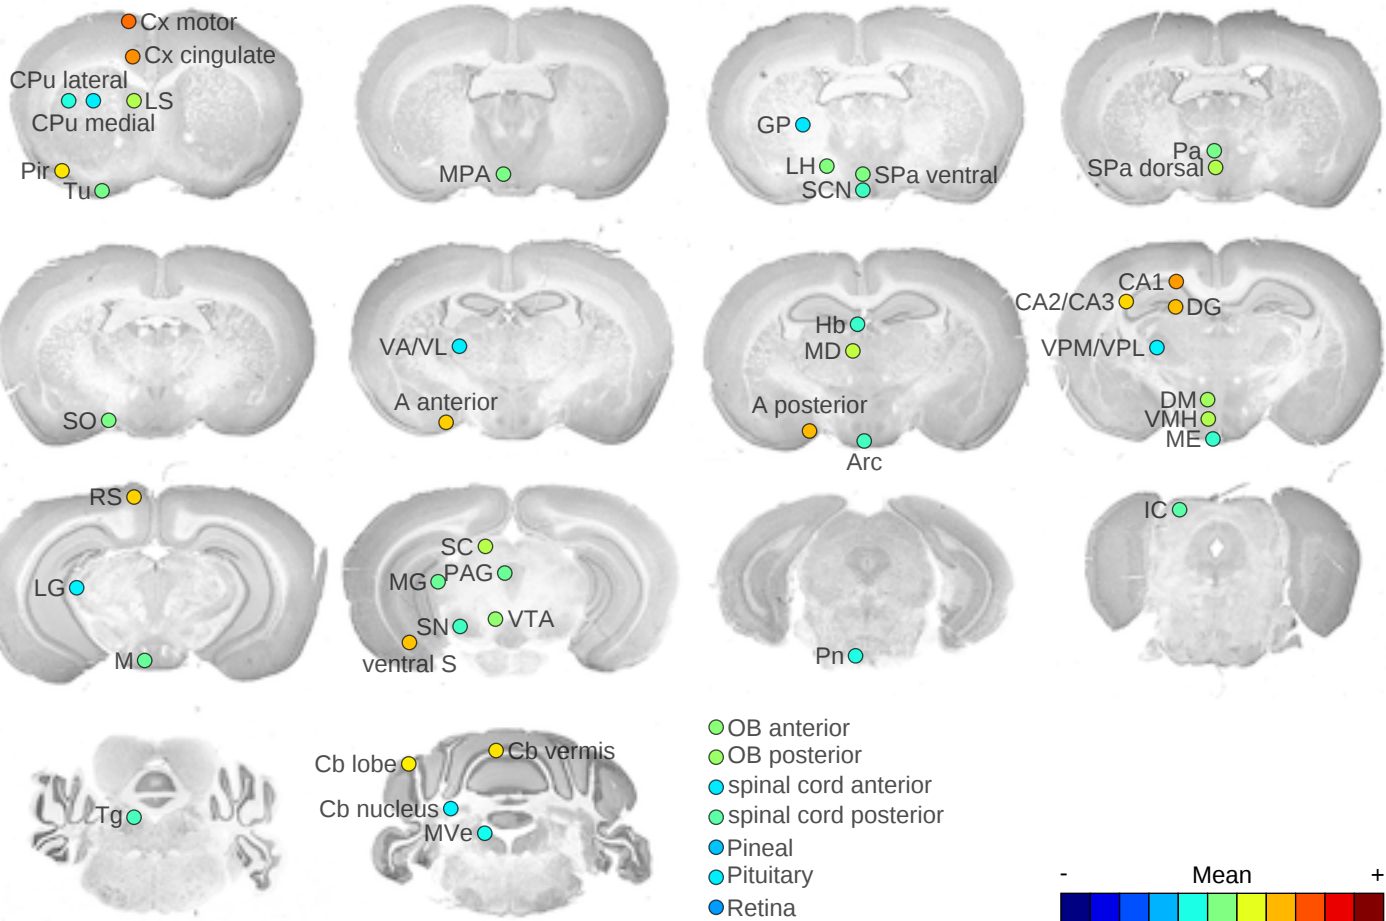 Cx motor
Cx cingulate
CPu lateral
LS
CPu medial
Pir
Tu
MPA
GP
LH
SPa ventral
SCN
Pa
SPa dorsal
SO
VA/VL
A anterior
Hb
MD
A posterior
Arc
CA1
CA2/CA3
DG
VPM/VPL
DM
VMH
ME
RS
LG
M
SC
MG
PAG
SN
VTA
ventral S
Pn
IC
Tg
Cb lobe
Cb vermis
Cb nucleus
MVe
OB anterior
OB posterior
spinal cord anterior
spinal cord posterior
Pineal
Pituitary
Retina
- Mean +